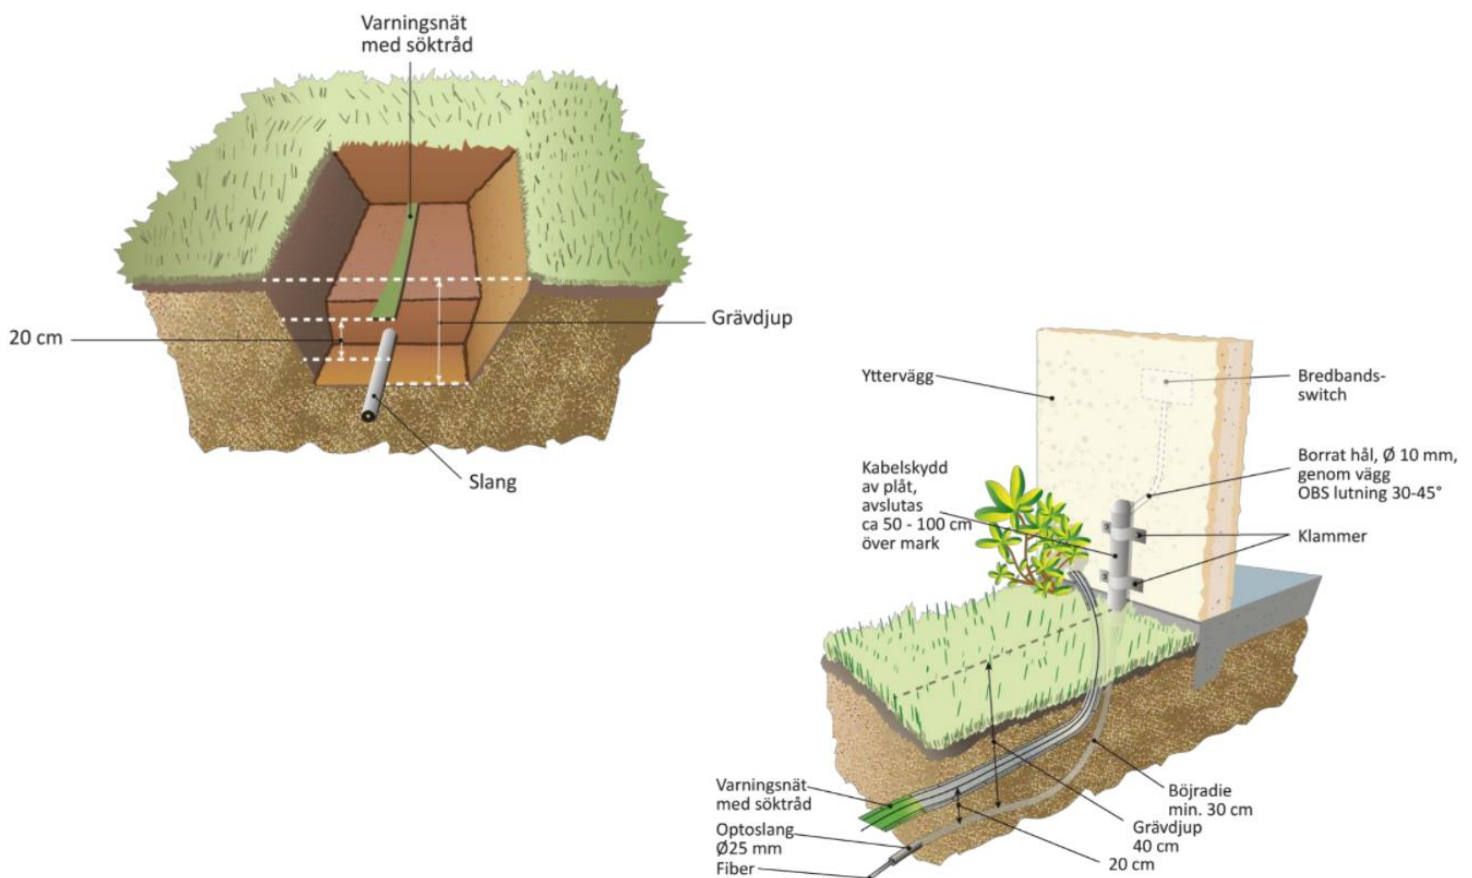 Varningsnät
med söktråd
20 cm
Grävdjup
Slang
Yttervägg
Bredbands-
switch
Kabelskydd
av plåt,
avslutas
ca 50 - 100 cm
över mark
Borrat hål, Ø 10 mm,
genom vägg
OBS lutning 30-45°
Klammer
Varningsnät
med söktråd
Optoslang
Ø25 mm
Fiber
Böjradie
min. 30 cm
Grävdjup
40 cm
20 cm